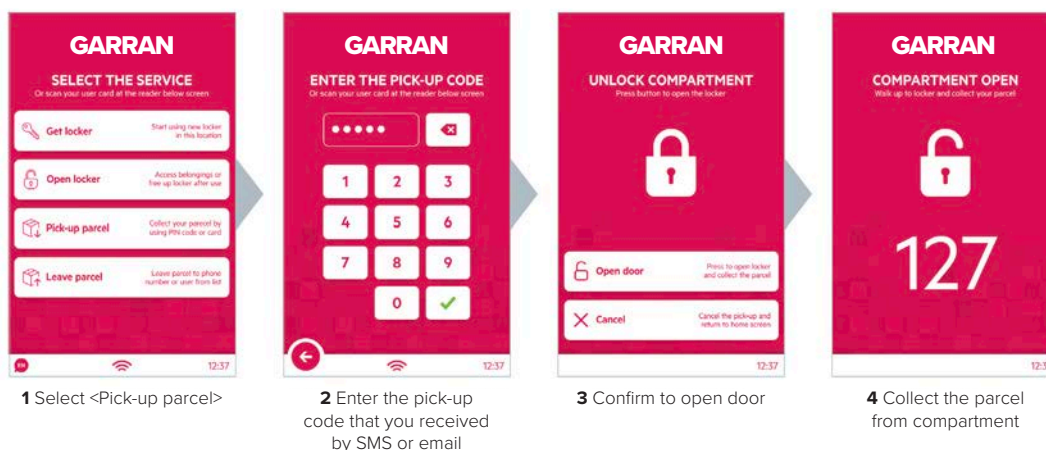 GARRAN
SELECT THE SERVICE
Or scan your user card at the reader below screen
Get locker
Start using new locker
in this location
Open locker
Access belongings or
free up locker after use
Pick-up parcel
Collect your parecel by
using PIN code or card
Leave parcel
Leave parcel to phone
number or user from list
EN
12:37
1 Select <Pick-up parcel>
GARRAN
ENTER THE PICK-UP CODE
Or scan your user card at the reader below screen
1 2 3
4 5 6
7 8 9
0
12:37
2 Enter the pick-up
code that you received
by SMS or email
GARRAN
UNLOCK COMPARTMENT
Press button to open the locker
Open door
Press to open locker
and collect the parcel
Cancel
Cancel the pick-up and
return to home screen
12:37
3 Confirm to open door
GARRAN
COMPARTMENT OPEN
Walk up to locker and collect your parcel
127
4 Collect the parcel
from compartment